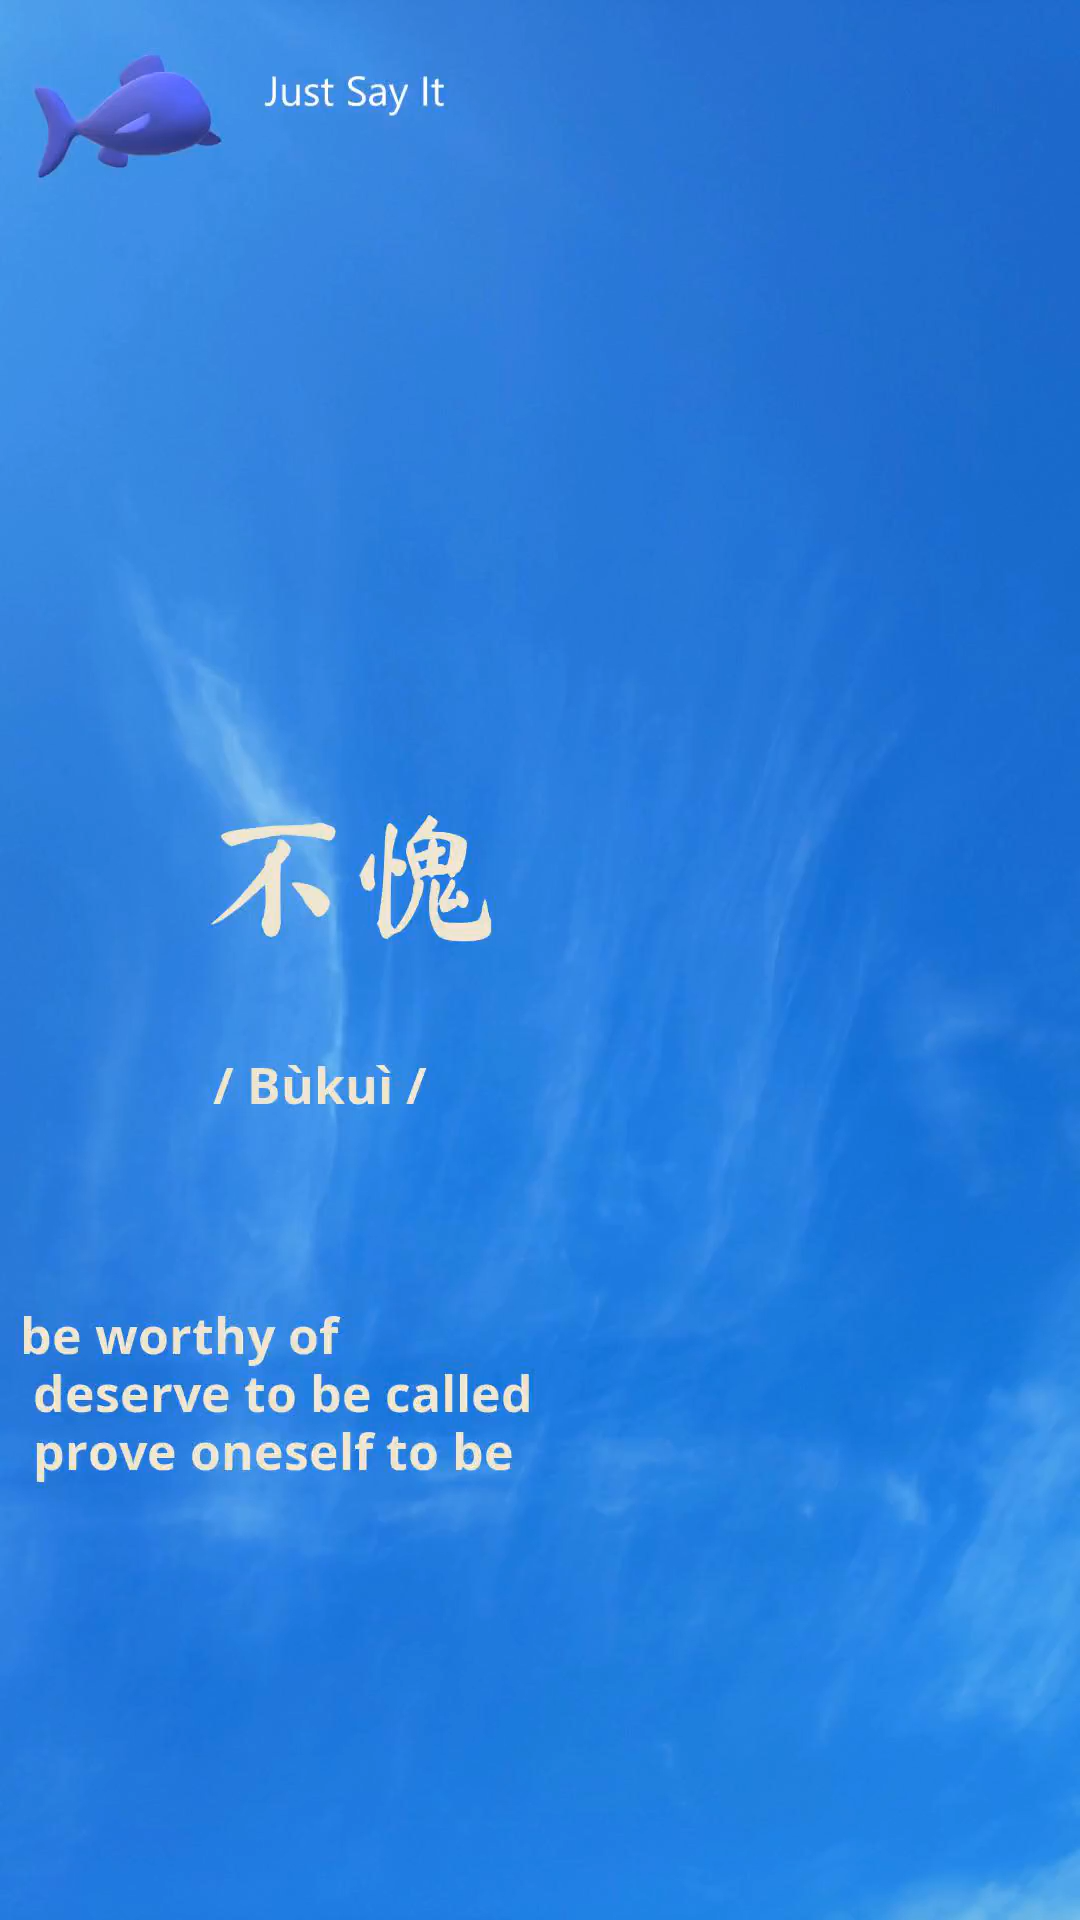 Just Say It
不愧
/ Bùkuì /
be worthy of
deserve to be called
prove oneself to be